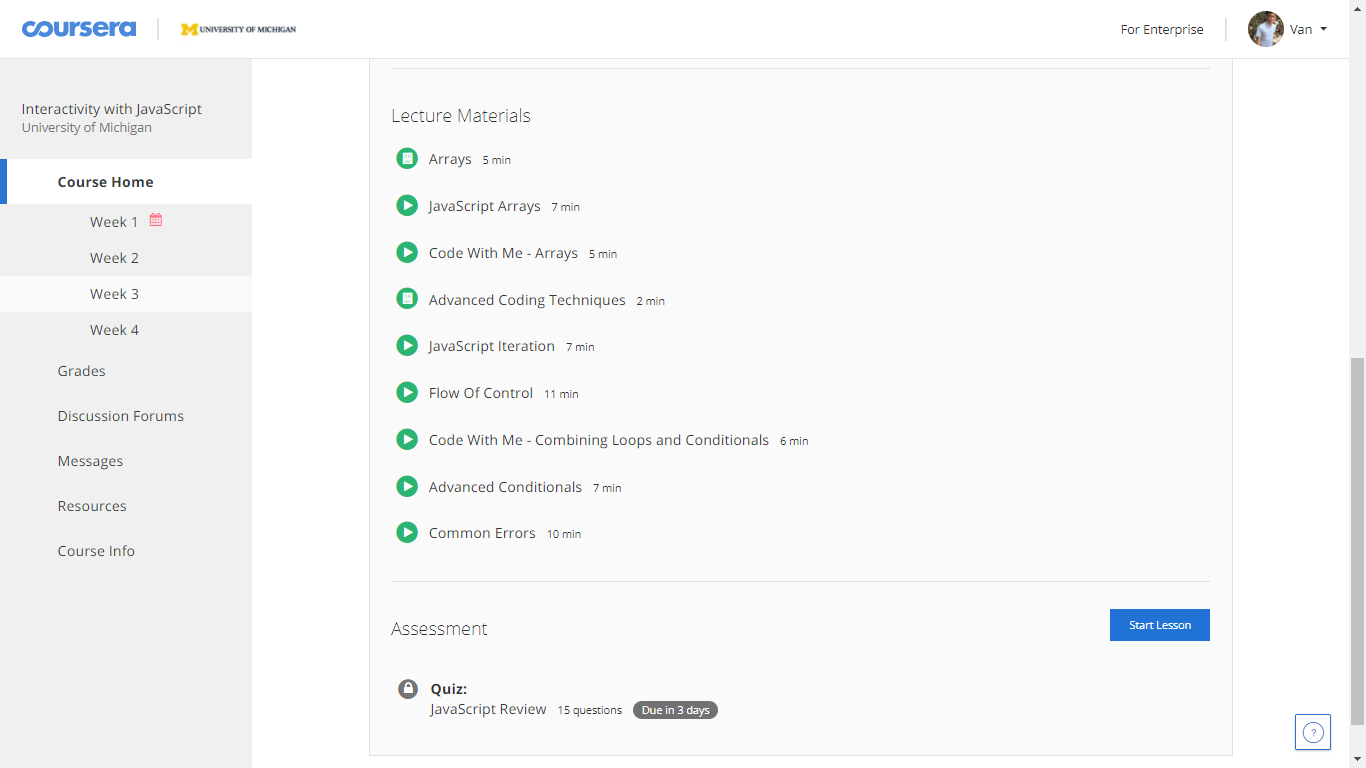 coursera
M UNIVERSITY OF MICHIGAN
For Enterprise
Van
Interactivity with JavaScript
University of Michigan
Course Home
Week 1
Week 2
Week 3
Week 4
Grades
Discussion Forums
Messages
Resources
Course Info
Lecture Materials
Arrays 5 min
JavaScript Arrays 7 min
Code With Me - Arrays 5 min
Advanced Coding Techniques 2 min
JavaScript Iteration 7 min
Flow Of Control 11 min
Code With Me - Combining Loops and Conditionals 6 min
Advanced Conditionals 7 min
Common Errors 10 min
Assessment
Start Lesson
Quiz:
JavaScript Review 15 questions Due in 3 days
?